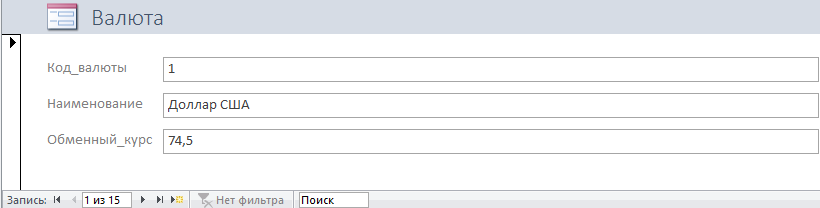 Валюта
Код_валюты 1
Наименование Доллар США
Обменный_курс 74,5
Запись: 1 из 15 Нет фильтра Поиск